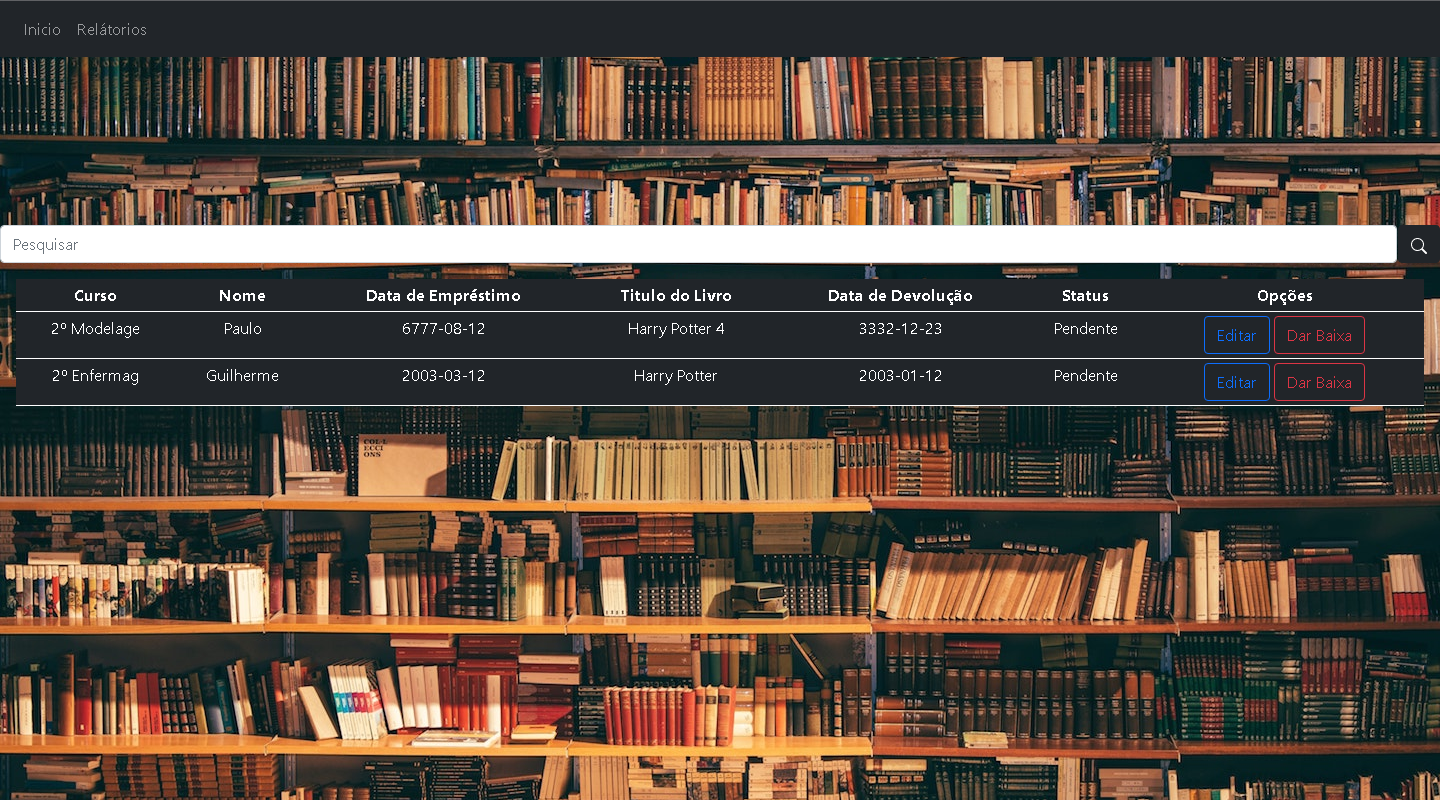 Inicio Relátorios
Pesquisar
Curso Nome Data de Empréstimo Titulo do Livro Data de Devolução Status Opções
2º Modelage Paulo 6777-08-12 Harry Potter 4 3332-12-23 Pendente Editar Dar Baixa
2º Enfermag Guilherme 2003-03-12 Harry Potter 2003-01-12 Pendente Editar Dar Baixa
COL·L
ECCI
ONS